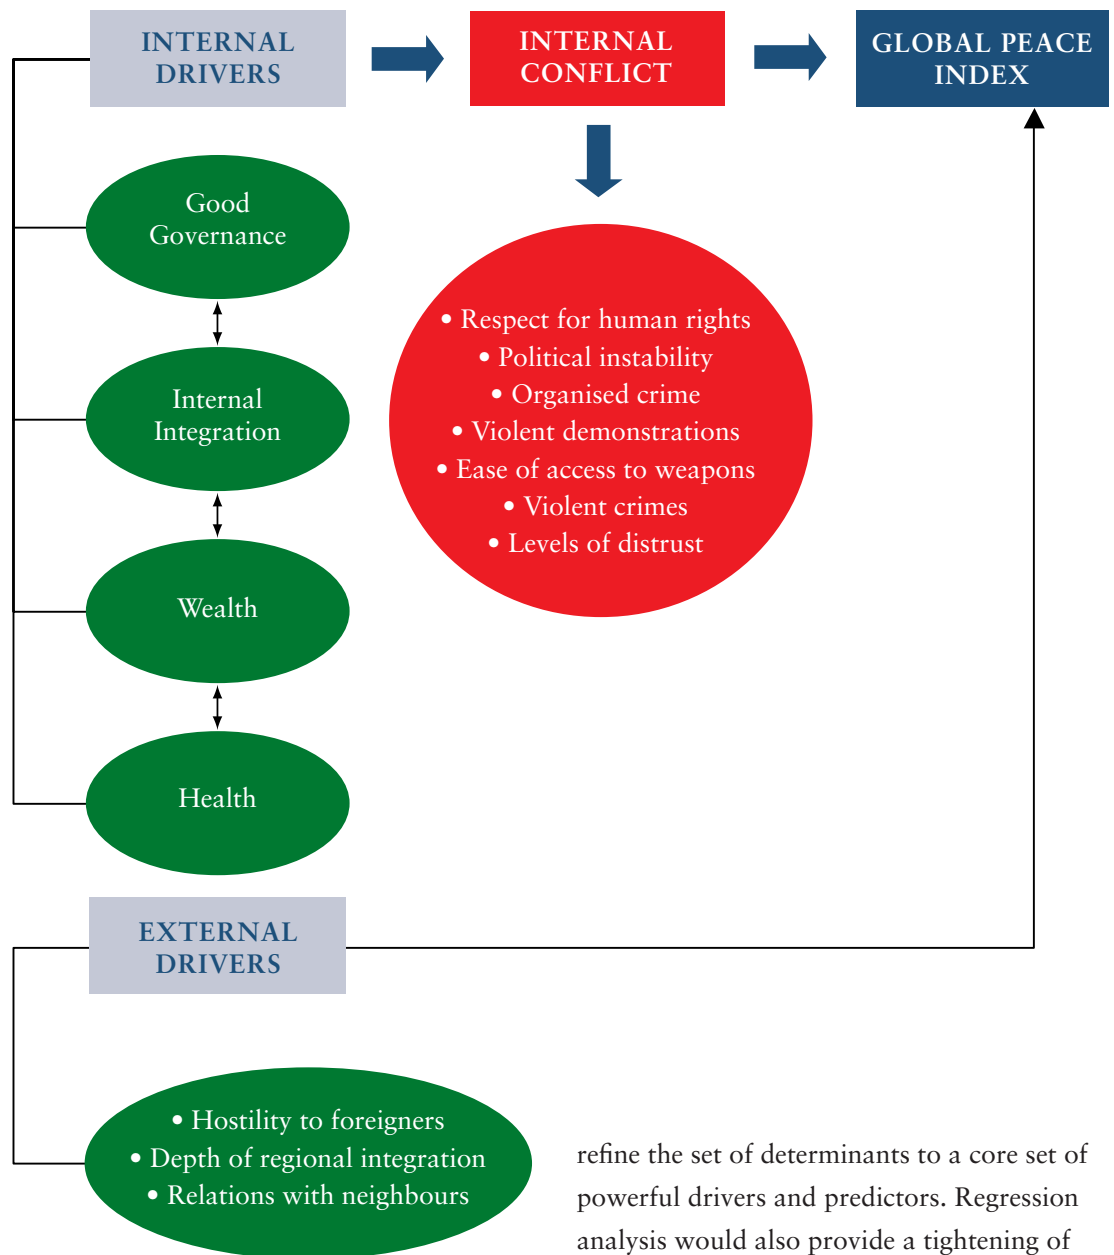 INTERNAL
DRIVERS
INTERNAL
CONFLICT
GLOBAL PEACE
INDEX
Good
Governance
Internal
Integration
Wealth
Health
• Respect for human rights
• Political instability
• Organised crime
• Violent demonstrations
• Ease of access to weapons
• Violent crimes
• Levels of distrust
EXTERNAL
DRIVERS
• Hostility to foreigners
• Depth of regional integration
• Relations with neighbours
refine the set of determinants to a core set of
powerful drivers and predictors. Regression
analysis would also provide a tightening of